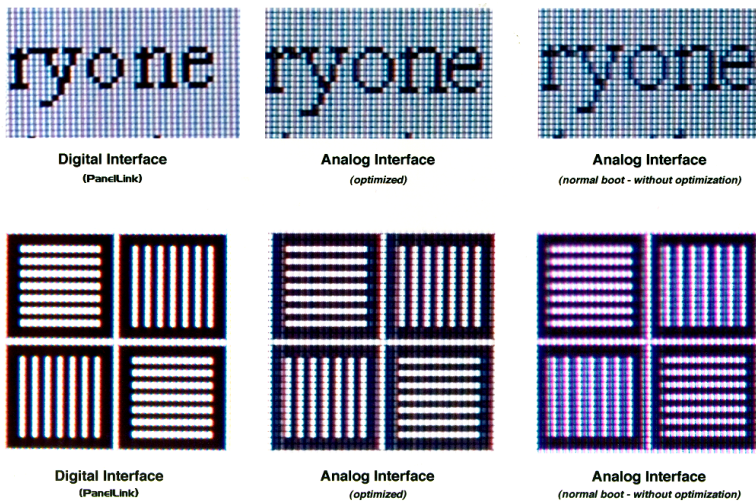 ryone ryone ryone
Digital Interface Analog Interface Analog Interface
(PanelLink) (optimized) (normal boot - without optimization)
Digital Interface Analog Interface Analog Interface
(PanelLink) (optimized) (normal boot - without optimization)